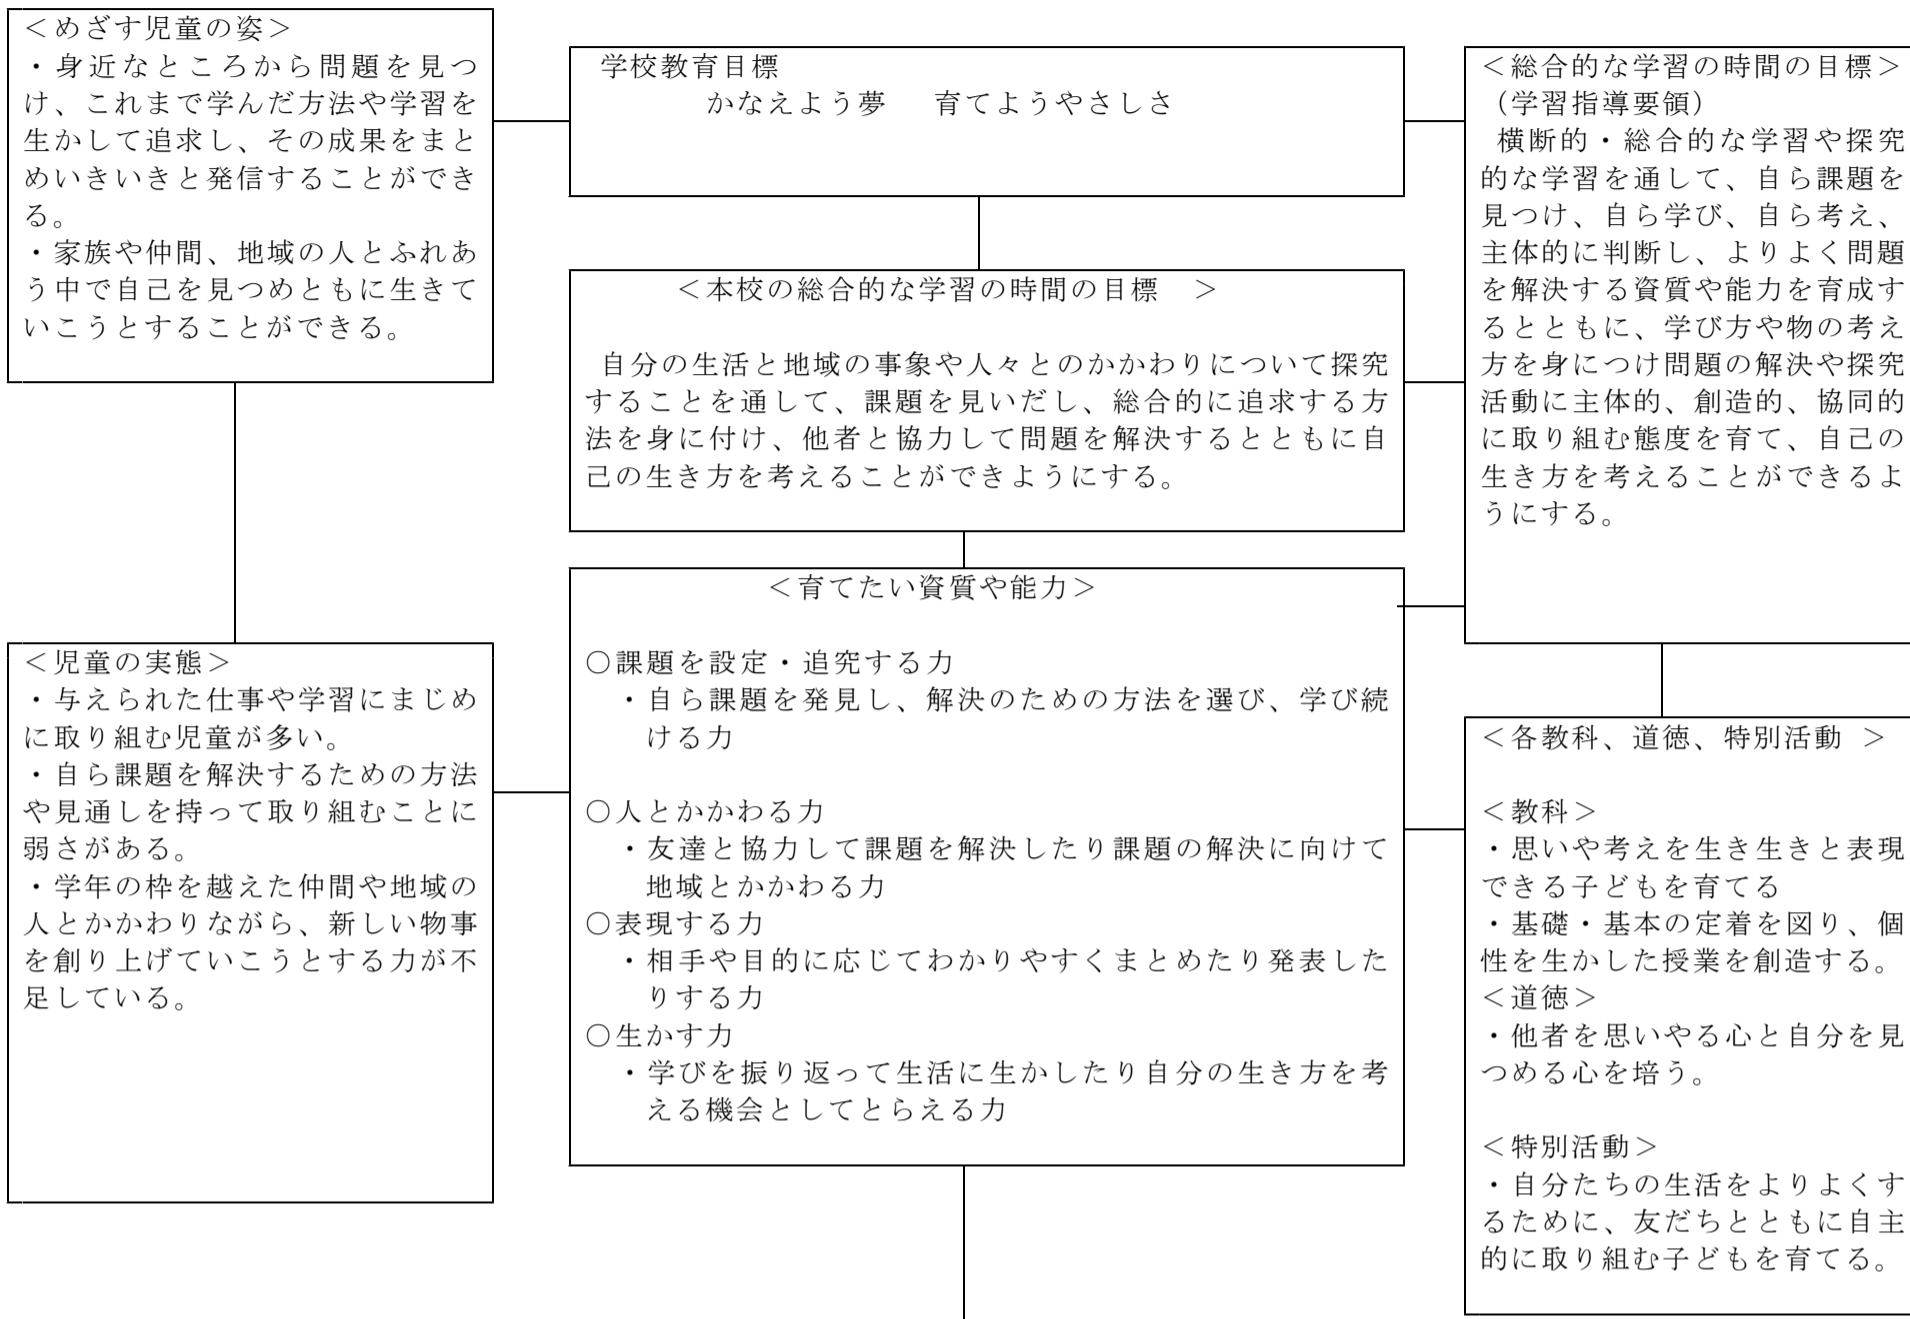 ＜めざす児童の姿＞
・身近なところから問題を見つ
け、これまで学んだ方法や学習を
生かして追求し、その成果をまと
めいきいきと発信することができ
る。
・家族や仲間、地域の人とふれあ
う中で自己を見つめともに生きて
いこうとすることができる。
学校教育目標
かなえよう夢　育てようやさしさ
＜総合的な学習の時間の目標＞
（学習指導要領）
横断的・総合的な学習や探究
的な学習を通して、自ら課題を
見つけ、自ら学び、自ら考え、
主体的に判断し、よりよく問題
を解決する資質や能力を育成す
るとともに、学び方や物の考え
方を身につけ問題の解決や探究
活動に主体的、創造的、協同的
に取り組む態度を育て、自己の
生き方を考えることができるよ
うにする。
＜本校の総合的な学習の時間の目標　＞
自分の生活と地域の事象や人々とのかかわりについて探究
することを通して、課題を見いだし、総合的に追求する方
法を身に付け、他者と協力して問題を解決するとともに自
己の生き方を考えることができようにする。
＜育てたい資質や能力＞
○課題を設定・追究する力
・自ら課題を発見し、解決のための方法を選び、学び続
ける力
○人とかかわる力
・友達と協力して課題を解決したり課題の解決に向けて
地域とかかわる力
○表現する力
・相手や目的に応じてわかりやすくまとめたり発表した
りする力
○生かす力
・学びを振り返って生活に生かしたり自分の生き方を考
える機会としてとらえる力
＜児童の実態＞
・与えられた仕事や学習にまじめ
に取り組む児童が多い。
・自ら課題を解決するための方法
や見通しを持って取り組むことに
弱さがある。
・学年の枠を越えた仲間や地域の
人とかかわりながら、新しい物事
を創り上げていこうとする力が不
足している。
＜各教科、道徳、特別活動　＞
＜教科＞
・思いや考えを生き生きと表現
できる子どもを育てる
・基礎・基本の定着を図り、個
性を生かした授業を創造する。
＜道徳＞
・他者を思いやる心と自分を見
つめる心を培う。
＜特別活動＞
・自分たちの生活をよりよくす
るために、友だちとともに自主
的に取り組む子どもを育てる。